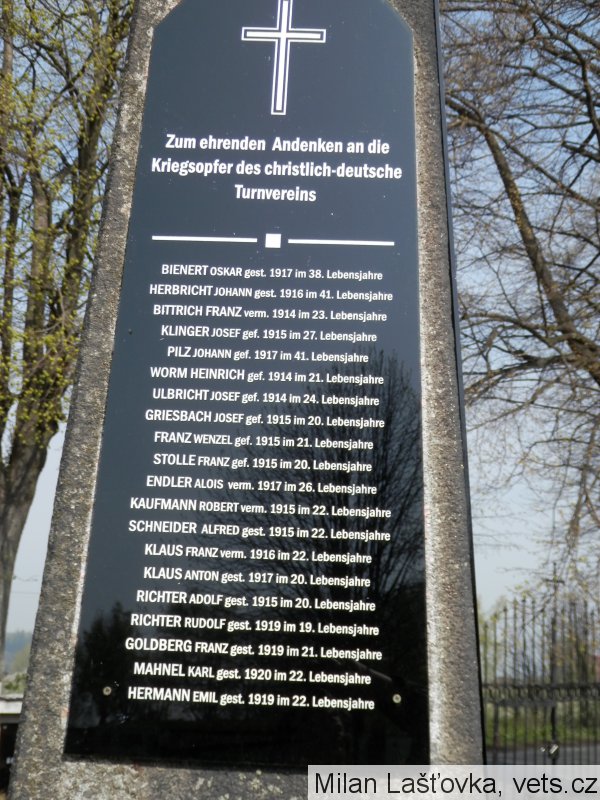 Zum ehrenden Andenken an die
Kriegsopfer des christlich-deutsche
Turnvereins
BIENERT OSKAR gest. 1917 im 38. Lebensjahre
HERBRICHT JOHANN gest. 1916 im 41. Lebensjahre
BITTRICH FRANZ verm. 1914 im 23. Lebensjahre
KLINGER JOSEF gef. 1915 im 27. Lebensjahre
PILZ JOHANN gef. 1917 im 41. Lebensjahre
WORM HEINRICH gef. 1914 im 21. Lebensjahre
ULBRICHT JOSEF gef. 1914 im 24. Lebensjahre
GRIESBACH JOSEF gef. 1915 im 20. Lebensjahre
FRANZ WENZEL gef. 1915 im 21. Lebensjahre
STOLLE FRANZ gef. 1915 im 20. Lebensjahre
ENDLER ALOIS verm. 1917 im 26. Lebensjahre
KAUFMANN ROBERT verm. 1915 im 22. Lebensjahre
SCHNEIDER ALFRED gest. 1915 im 22. Lebensjahre
KLAUS FRANZ verm. 1916 im 22. Lebensjahre
KLAUS ANTON gest. 1917 im 20. Lebensjahre
RICHTER ADOLF gest. 1915 im 20. Lebensjahre
RICHTER RUDOLF gest. 1919 im 19. Lebensjahre
GOLDBERG FRANZ gest. 1919 im 21. Lebensjahre
MAHNEL KARL gest. 1920 im 22. Lebensjahre
HERMANN EMIL gest. 1919 im 22. Lebensjahre
Milan Lašťovka, vets.cz